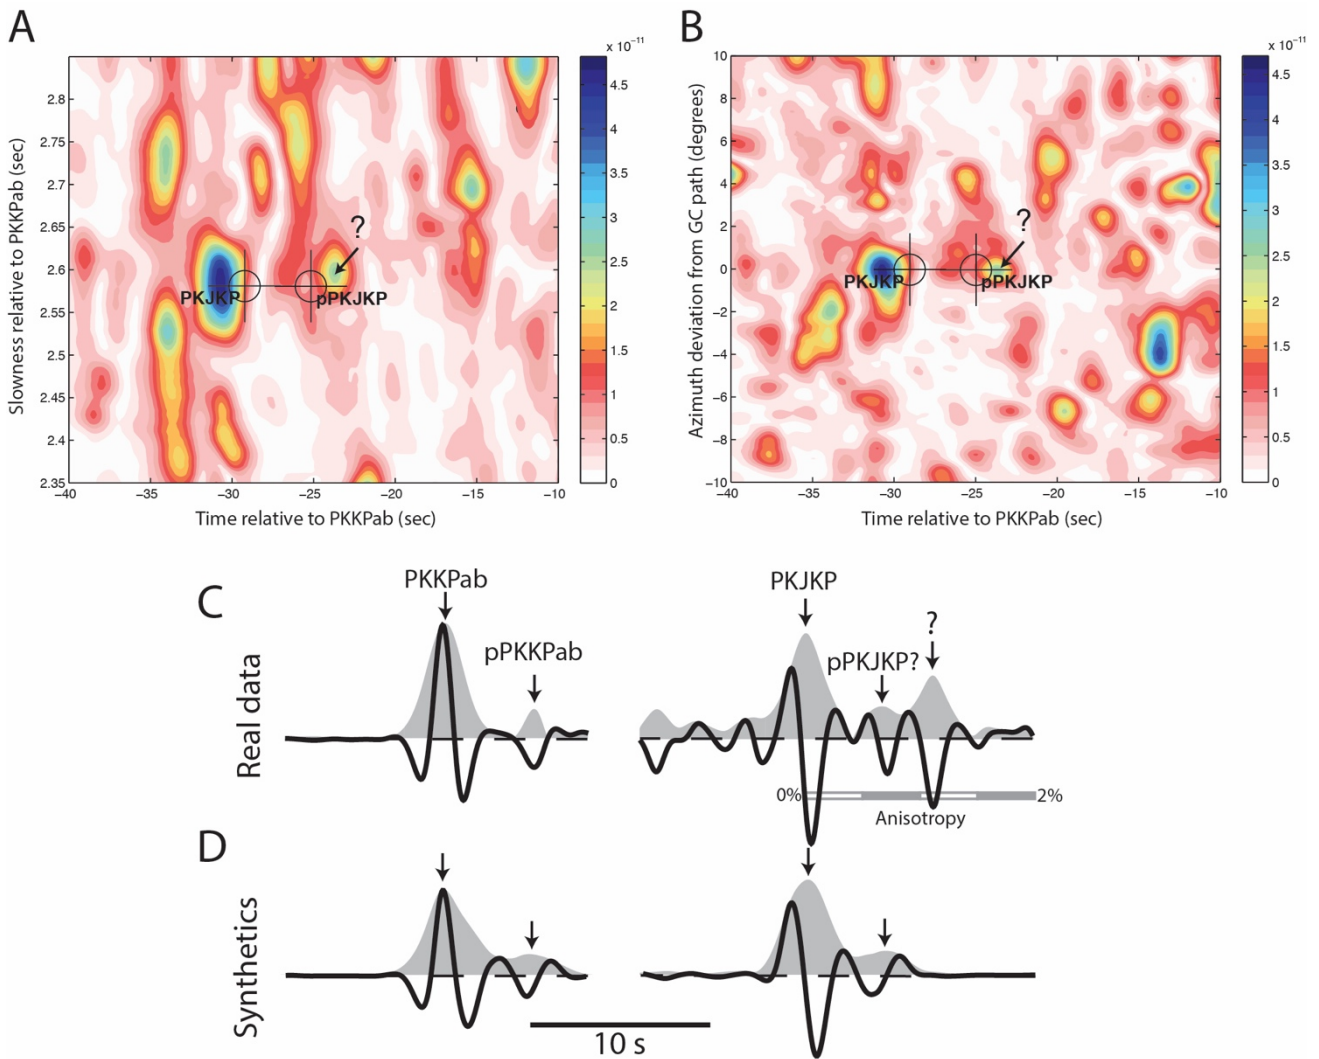 A
x 10⁻¹¹
Slowness relative to PKKPab (sec)
2.8
2.75
2.7
2.65
2.6
2.55
2.5
2.45
2.4
2.35
?
PKJKP
pPKJKP
−40
−35
−30
−25
−20
−15
−10
Time relative to PKKPab (sec)
4.5
4
3.5
3
2.5
2
1.5
1
0.5
0
B
x 10⁻¹¹
Azimuth deviation from GC path (degrees)
10
8
6
4
2
0
−2
−4
−6
−8
−10
?
PKJKP
pPKJKP
−40
−35
−30
−25
−20
−15
−10
Time relative to PKKPab (sec)
4.5
4
3.5
3
2.5
2
1.5
1
0.5
0
C
Real data
PKKPab
pPKKPab
PKJKP
pPKJKP?
?
0%
2%
Anisotropy
D
Synthetics
10 s